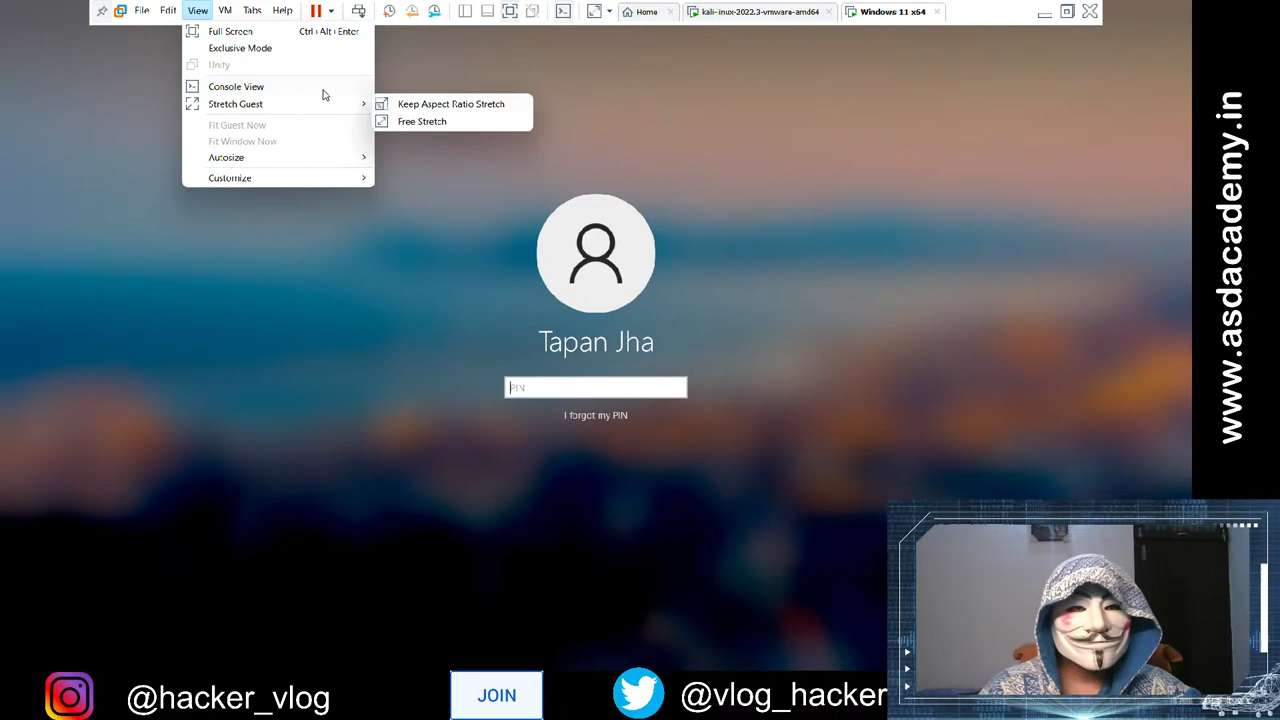 File Edit View VM Tabs Help
Home
kali-linux-2022.3-vmware-amd64
Windows 11 x64
Full Screen Ctrl+Alt+Enter
Exclusive Mode
Unity
Console View
Stretch Guest
Keep Aspect Ratio Stretch
Free Stretch
Fit Guest Now
Fit Window Now
Autosize
Customize
Tapan Jha
PIN
I forgot my PIN
www.asdacademy.in
@hacker_vlog
JOIN
@vlog_hacker